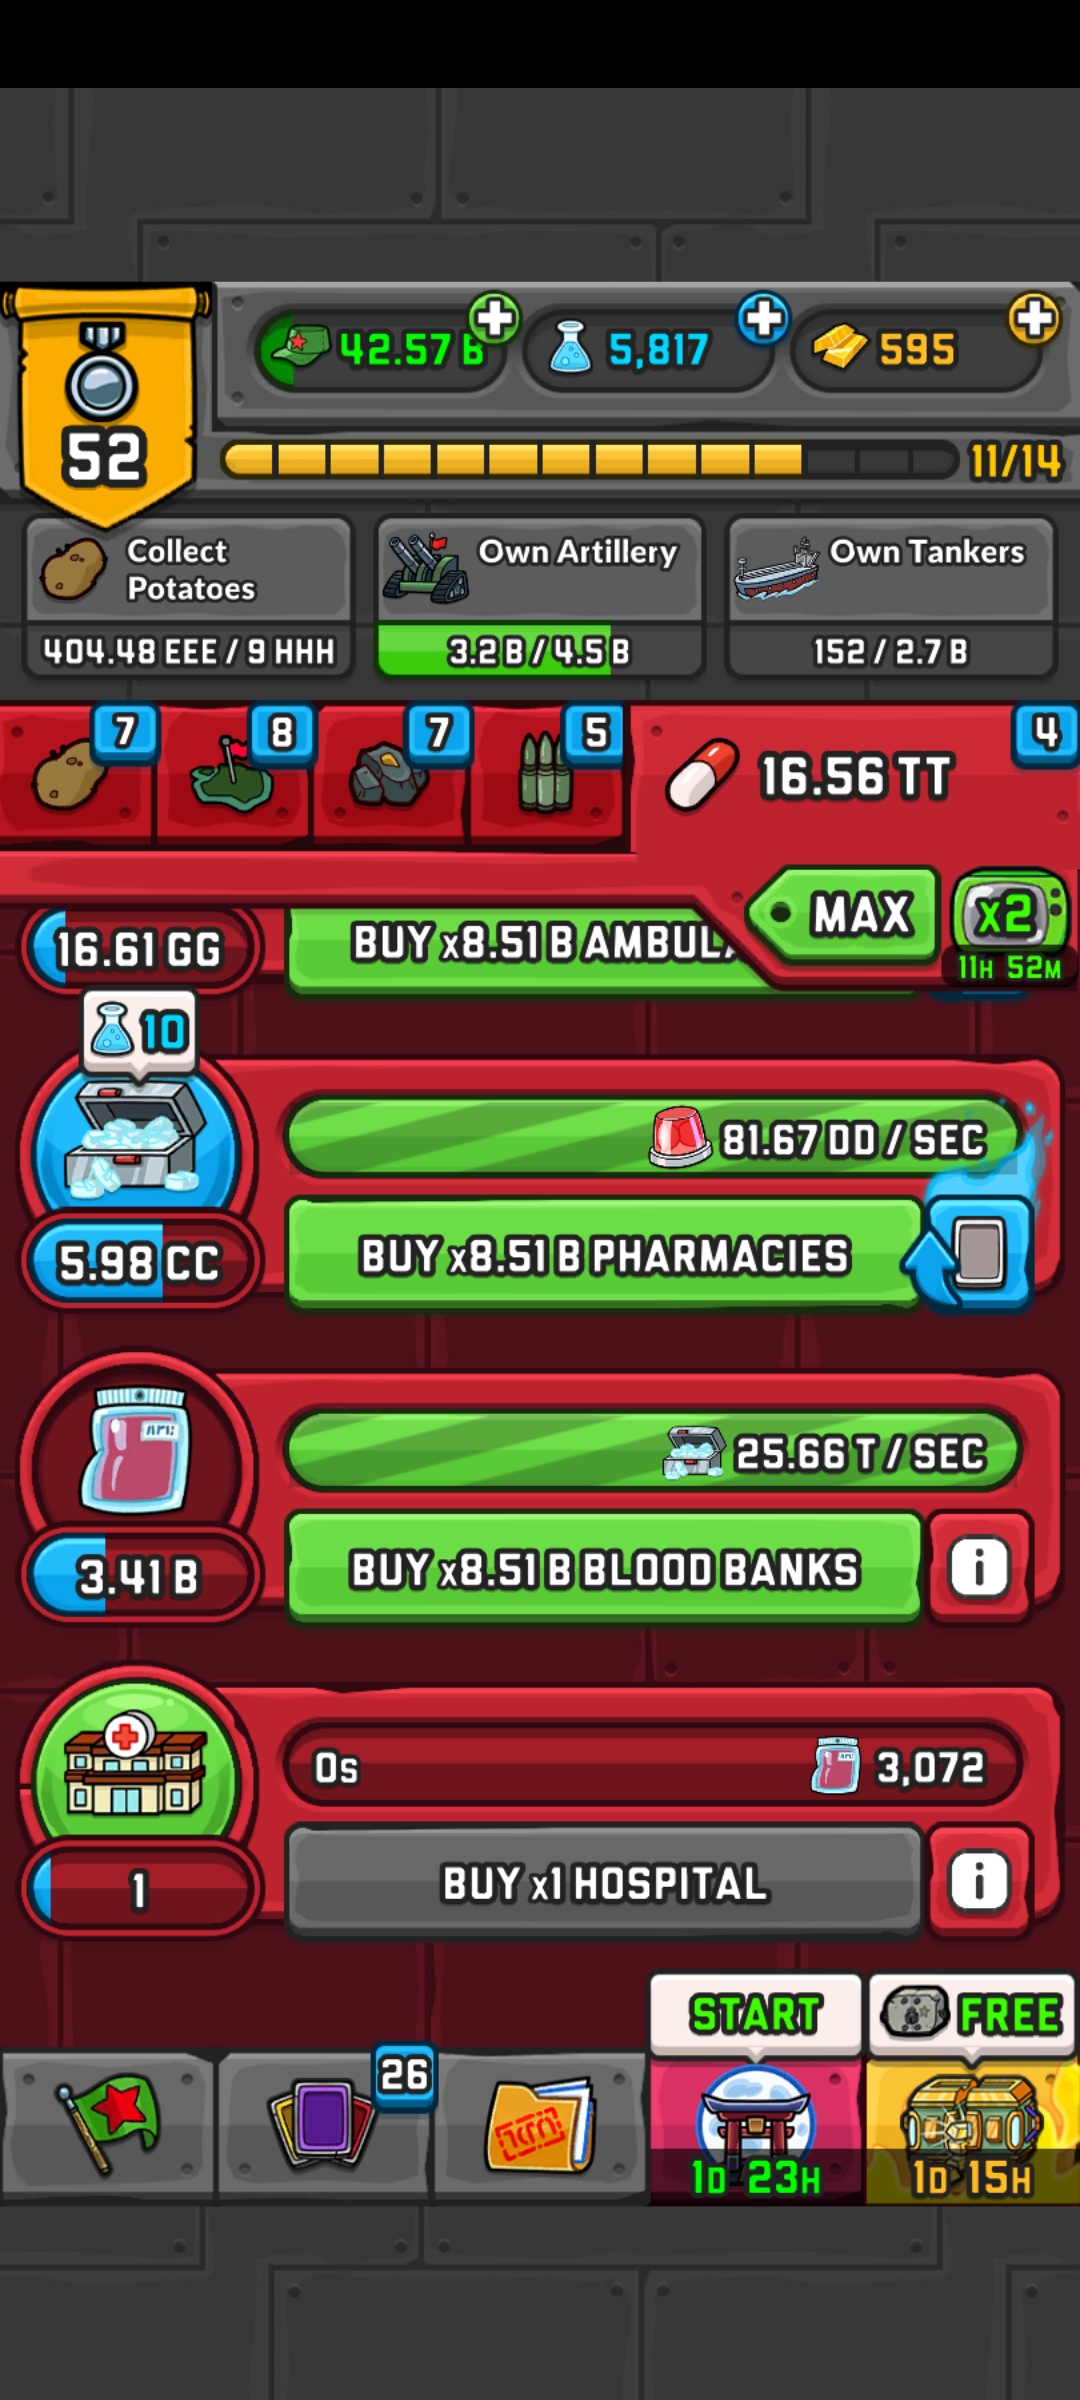 52
42.57 B
5,817
595
11/14
Collect
Potatoes
404.48 EEE / 9 HHH
Own Artillery
3.2 B / 4.5 B
Own Tankers
152 / 2.7 B
7
8
7
5
16.56 TT
4
16.61 GG
BUY x8.51 B AMBUL
MAX
x2
11H 52M
10
81.67 DD / SEC
5.98 CC
BUY x8.51 B PHARMACIES
25.66 T / SEC
3.41 B
BUY x8.51 B BLOOD BANKS
i
0s
3,072
1
BUY x1 HOSPITAL
i
START
FREE
26
1D 23H
1D 15H